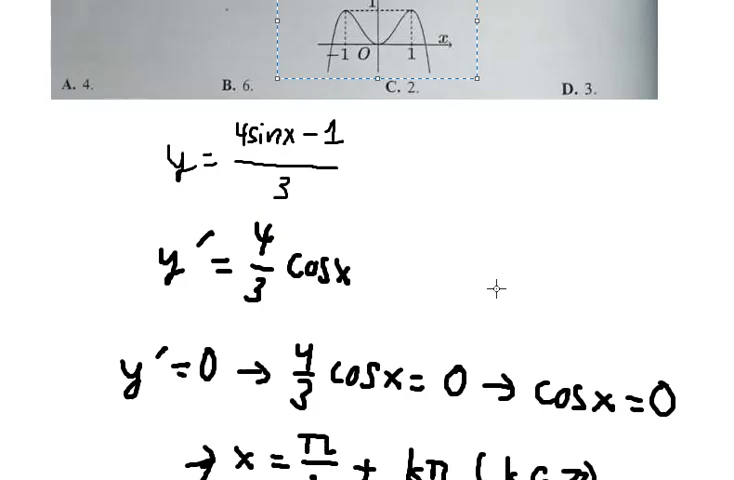 1
x
-1 O 1
A. 4. B. 6. C. 2. D. 3.
y = (4sinx - 1)/3
y' = 4/3 cosx
y' = 0 → 4/3 cosx = 0 → cosx = 0
→ x = π/ + kπ (k